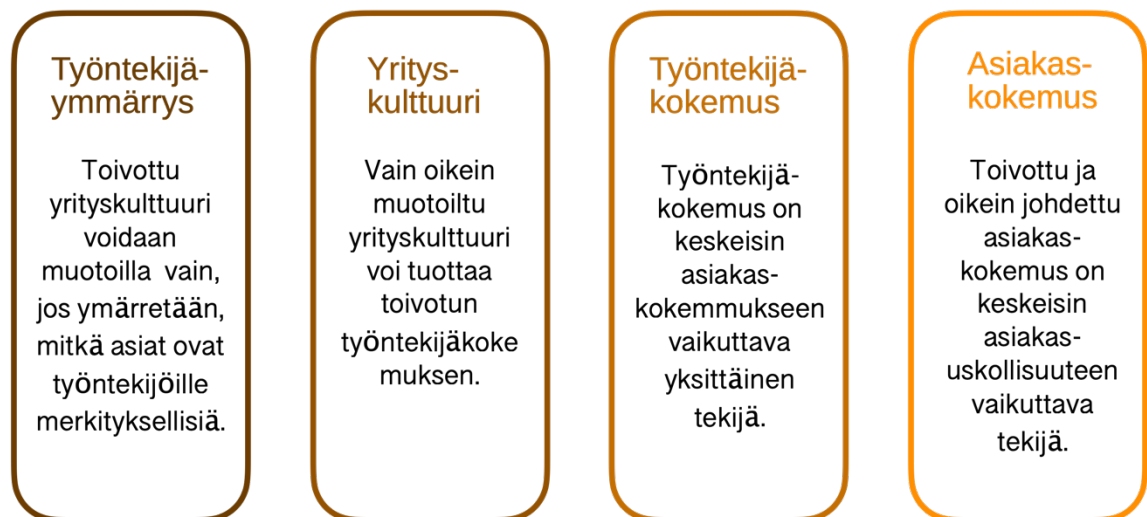 Työntekijä-
ymmärrys
Toivottu
yrityskulttuuri
voidaan
muotoilla vain,
jos ymärretään,
mitkä asiat ovat
työntekijöille
merkityksellisiä.
Yritys-
kulttuuri
Vain oikein
muotoiltu
yrityskulttuuri
voi tuottaa
toivotun
työntekijäkoke
muksen.
Työntekijä-
kokemus
Työntekijä-
kokemus on
keskeisin
asiakas-
kokemmukseen
vaikuttava
yksittäinen
tekijä.
Asiakas-
kokemus
Toivottu ja
oikein johdettu
asiakas-
kokemus on
keskeisin
asiakas-
uskollisuuteen
vaikuttava
tekijä.